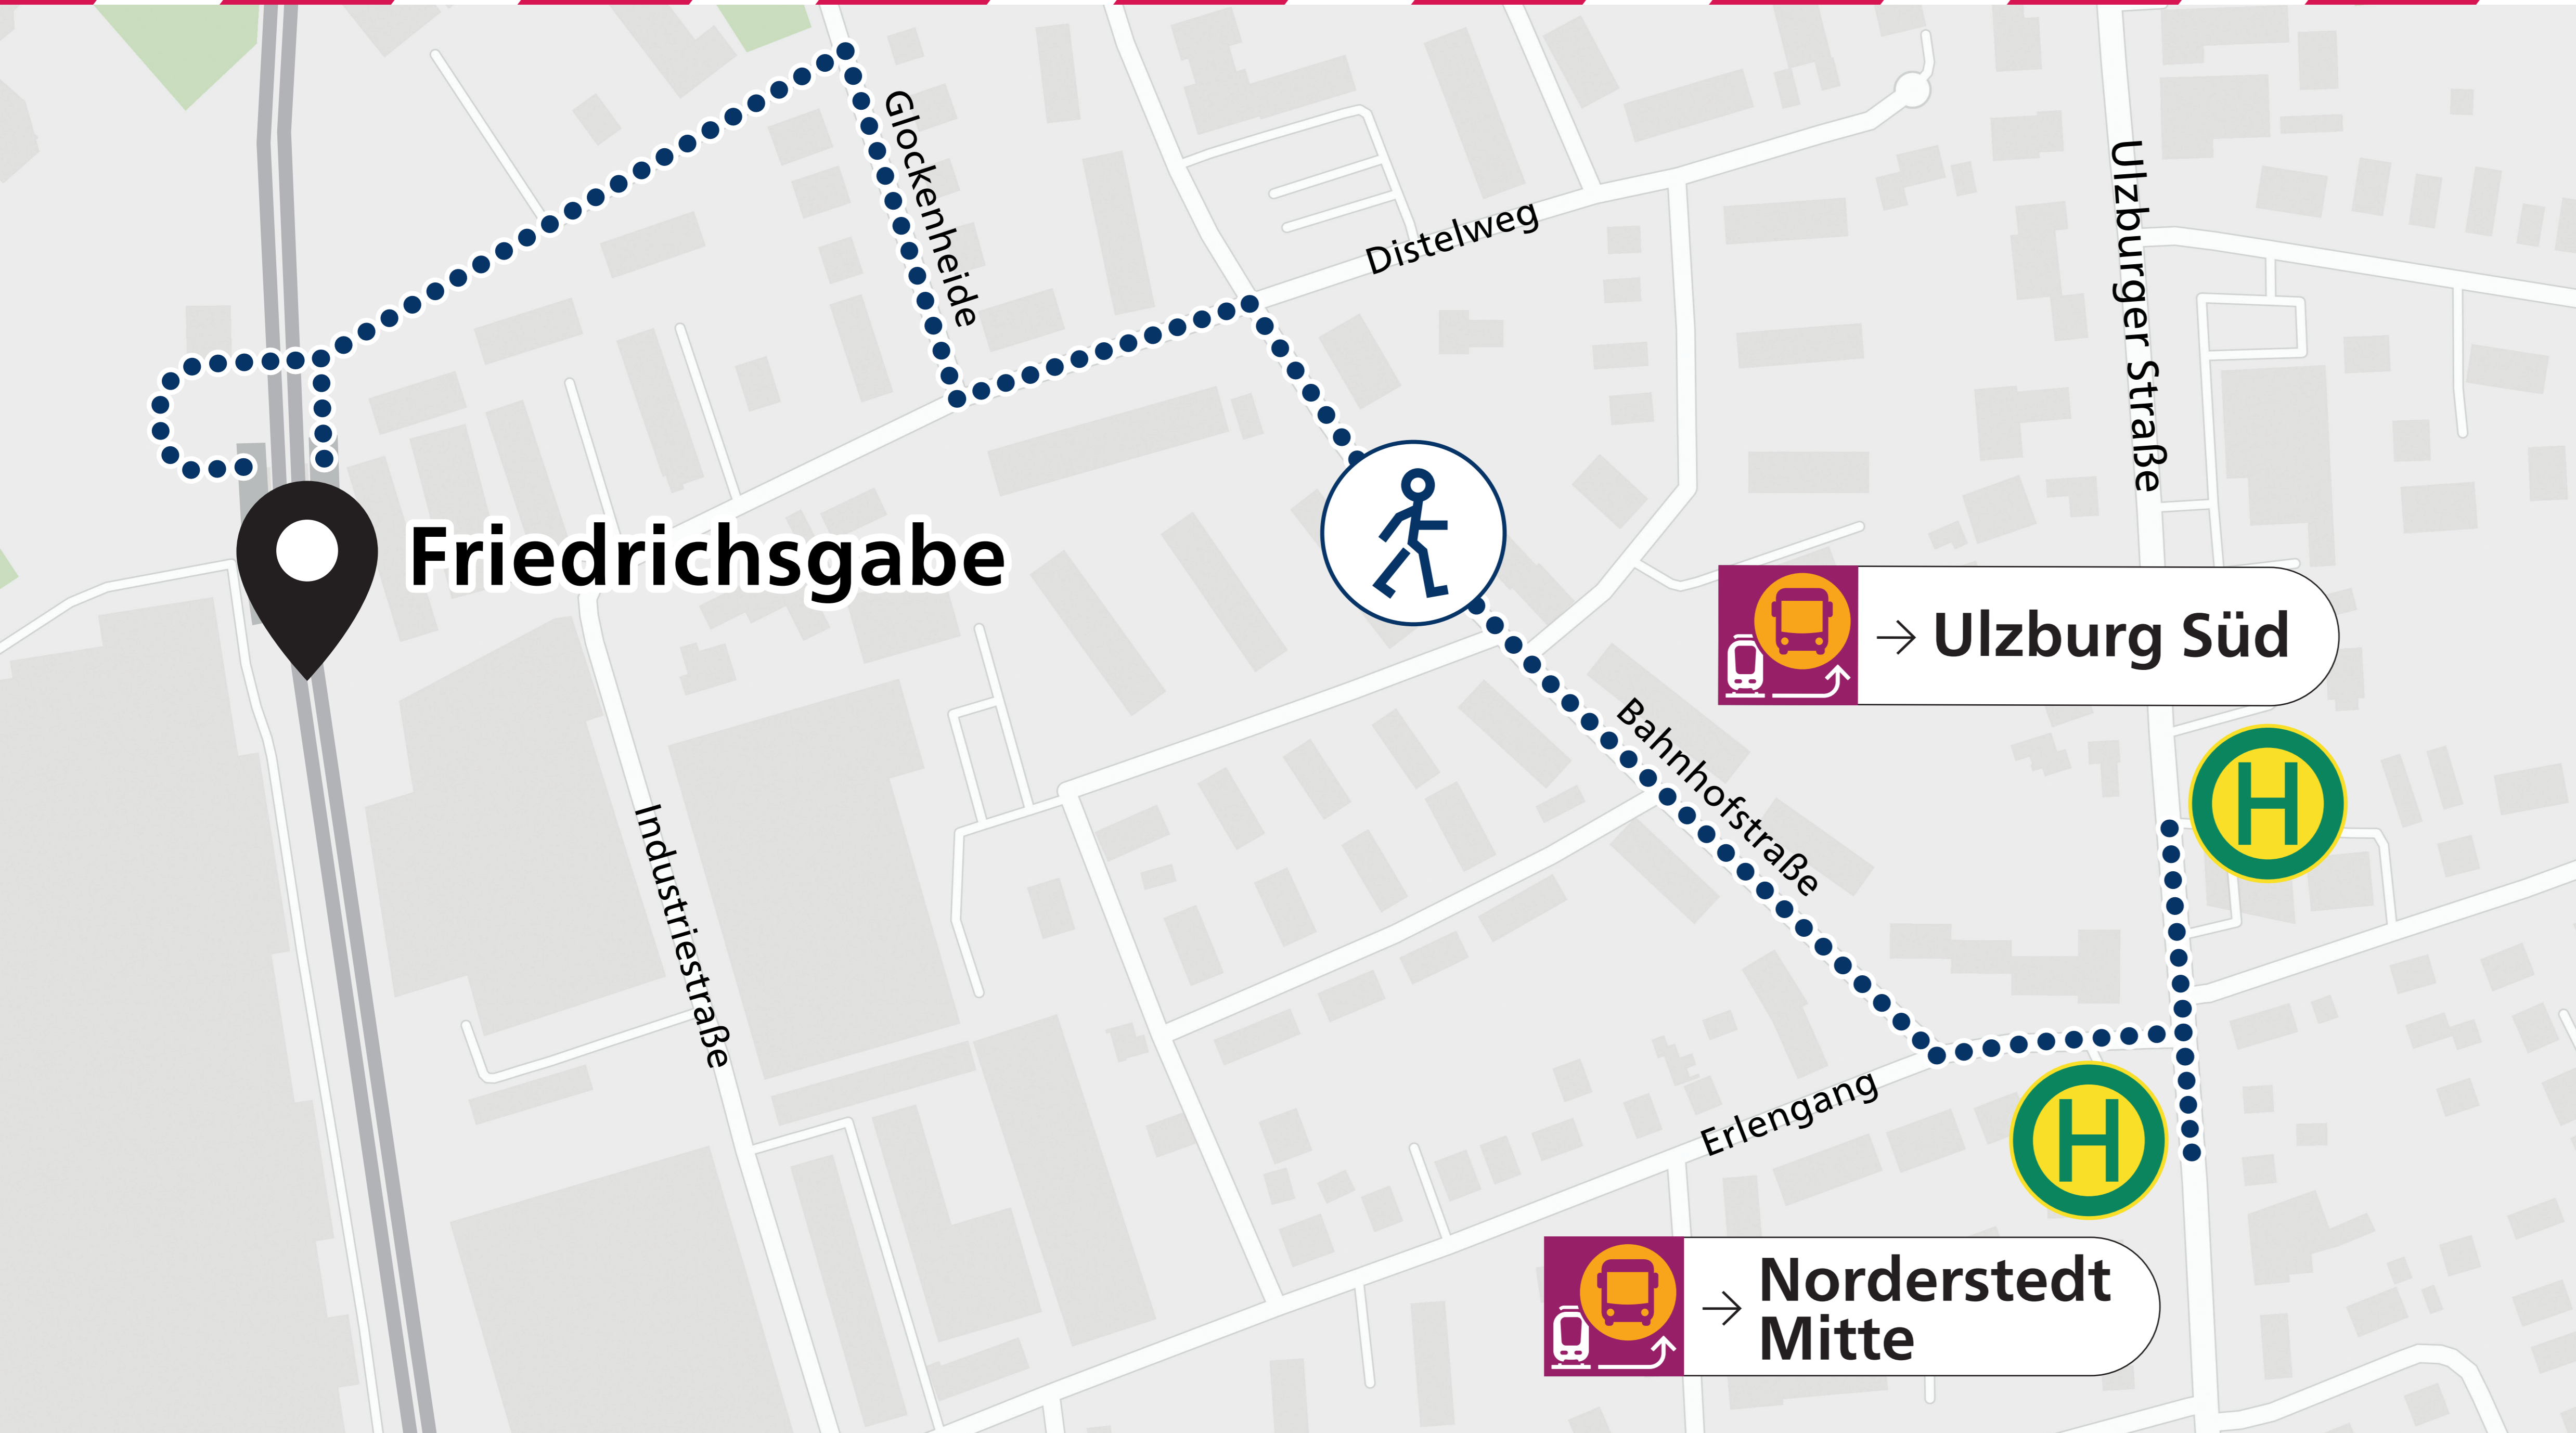 Glockenheide
Distelweg
Ulzburger Straße
Friedrichsgabe
→ Ulzburg Süd
Bahnhofstraße
H
Industriestraße
Erlengang
H
→ Norderstedt
Mitte